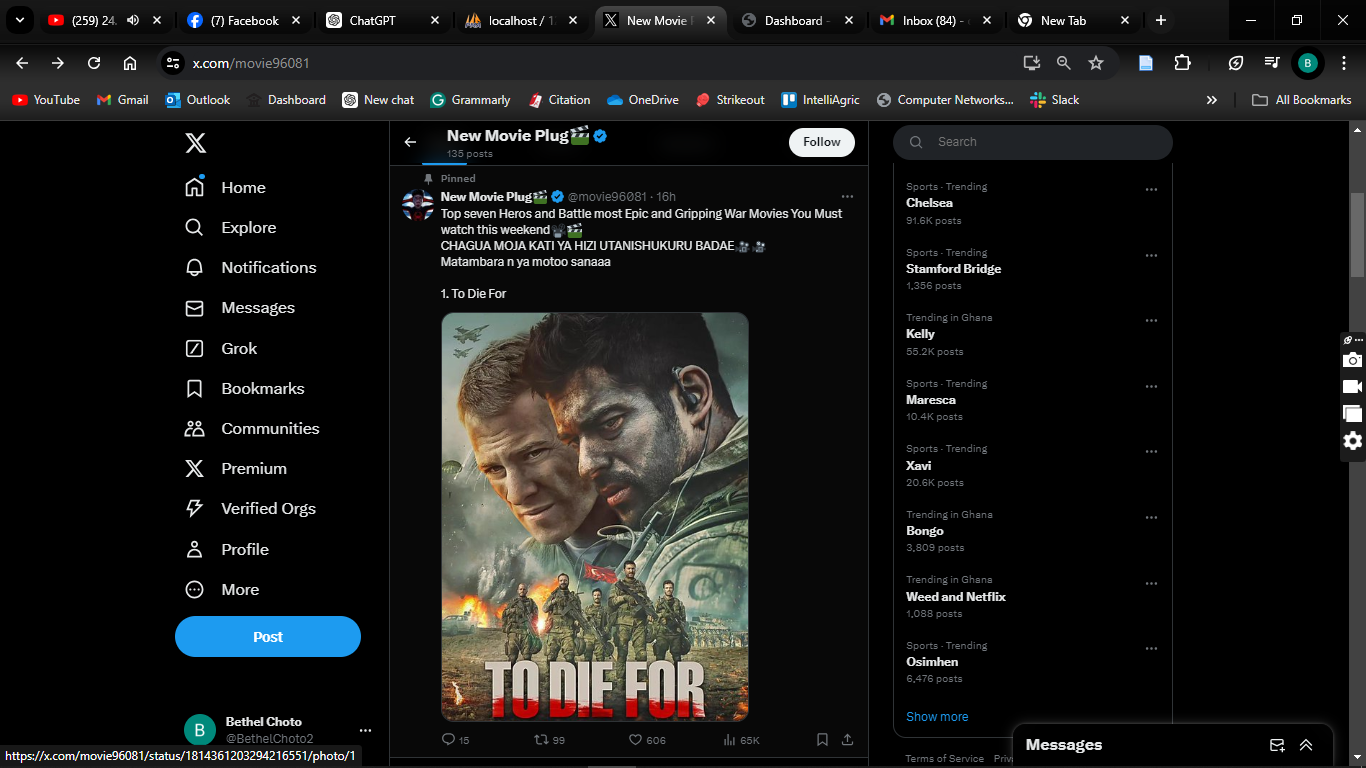 (259) 24.
(7) Facebook
ChatGPT
localhost / 12
New Movie P
Dashboard -
Inbox (84) -
New Tab
x.com/movie96081
B
YouTube
Gmail
Outlook
Dashboard
New chat
Grammarly
Citation
OneDrive
Strikeout
IntelliAgric
Computer Networks...
Slack
All Bookmarks
Home
Explore
Notifications
Messages
Grok
Bookmarks
Communities
Premium
Verified Orgs
Profile
More
Post
B
Bethel Choto
@BethelChoto2
https://x.com/movie96081/status/1814361203294216551/photo/1
New Movie Plug🎬
135 posts
Follow
Pinned
New Movie Plug🎬 @movie96081 · 16h
Top seven Heros and Battle most Epic and Gripping War Movies You Must
watch this weekend🎥🎬
CHAGUA MOJA KATI YA HIZI UTANISHUKURU BADAE🎥🎥
Matambara n ya motoo sanaaa
1. To Die For
TO DIE FOR
15
99
606
65K
Search
Sports · Trending
Chelsea
91.6K posts
Sports · Trending
Stamford Bridge
1,356 posts
Trending in Ghana
Kelly
55.2K posts
Sports · Trending
Maresca
10.4K posts
Sports · Trending
Xavi
20.6K posts
Trending in Ghana
Bongo
3,809 posts
Trending in Ghana
Weed and Netflix
1,088 posts
Sports · Trending
Osimhen
6,476 posts
Show more
Terms of Service
Messages